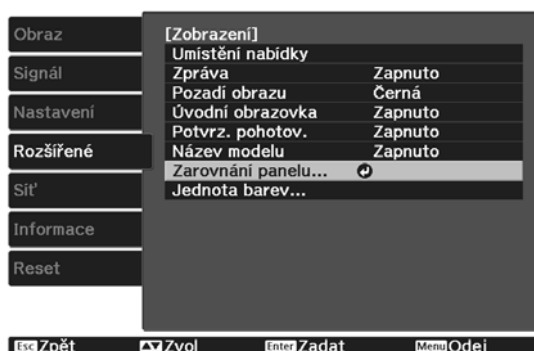 Obraz
Signál
Nastavení
Rozšířené
Síť
Informace
Reset
[Zobrazení]
Umístění nabídky
Zpráva Zapnuto
Pozadí obrazu Černá
Úvodní obrazovka Zapnuto
Potvrz. pohotov. Zapnuto
Název modelu Zapnuto
Zarovnání panelu...
Jednota barev...
Esc Zpět Zvol Enter Zadat Menu Odej